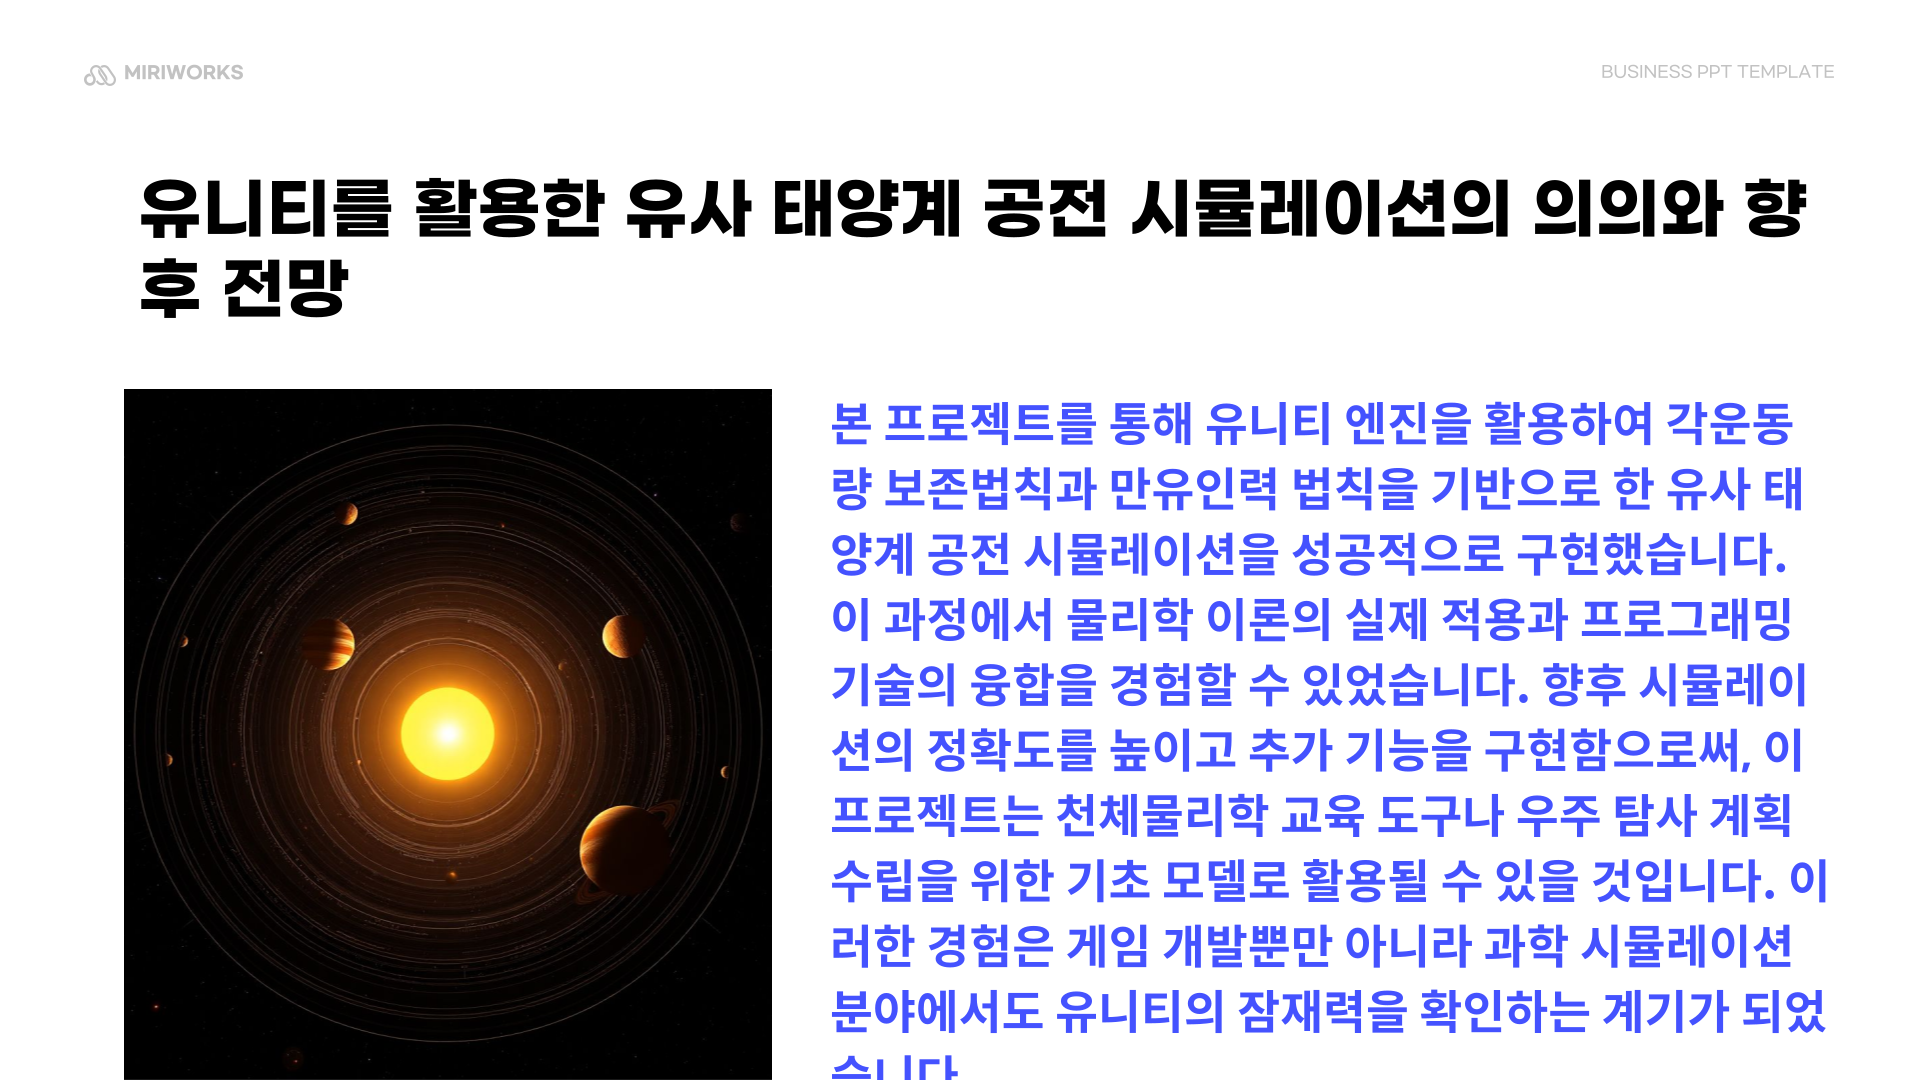 MIRIWORKS
BUSINESS PPT TEMPLATE
유니티를 활용한 유사 태양계 공전 시뮬레이션의 의의와 향
후 전망
본 프로젝트를 통해 유니티 엔진을 활용하여 각운동
량 보존법칙과 만유인력 법칙을 기반으로 한 유사 태
양계 공전 시뮬레이션을 성공적으로 구현했습니다.
이 과정에서 물리학 이론의 실제 적용과 프로그래밍
기술의 융합을 경험할 수 있었습니다. 향후 시뮬레이
션의 정확도를 높이고 추가 기능을 구현함으로써, 이
프로젝트는 천체물리학 교육 도구나 우주 탐사 계획
수립을 위한 기초 모델로 활용될 수 있을 것입니다. 이
러한 경험은 게임 개발뿐만 아니라 과학 시뮬레이션
분야에서도 유니티의 잠재력을 확인하는 계기가 되었
습니다